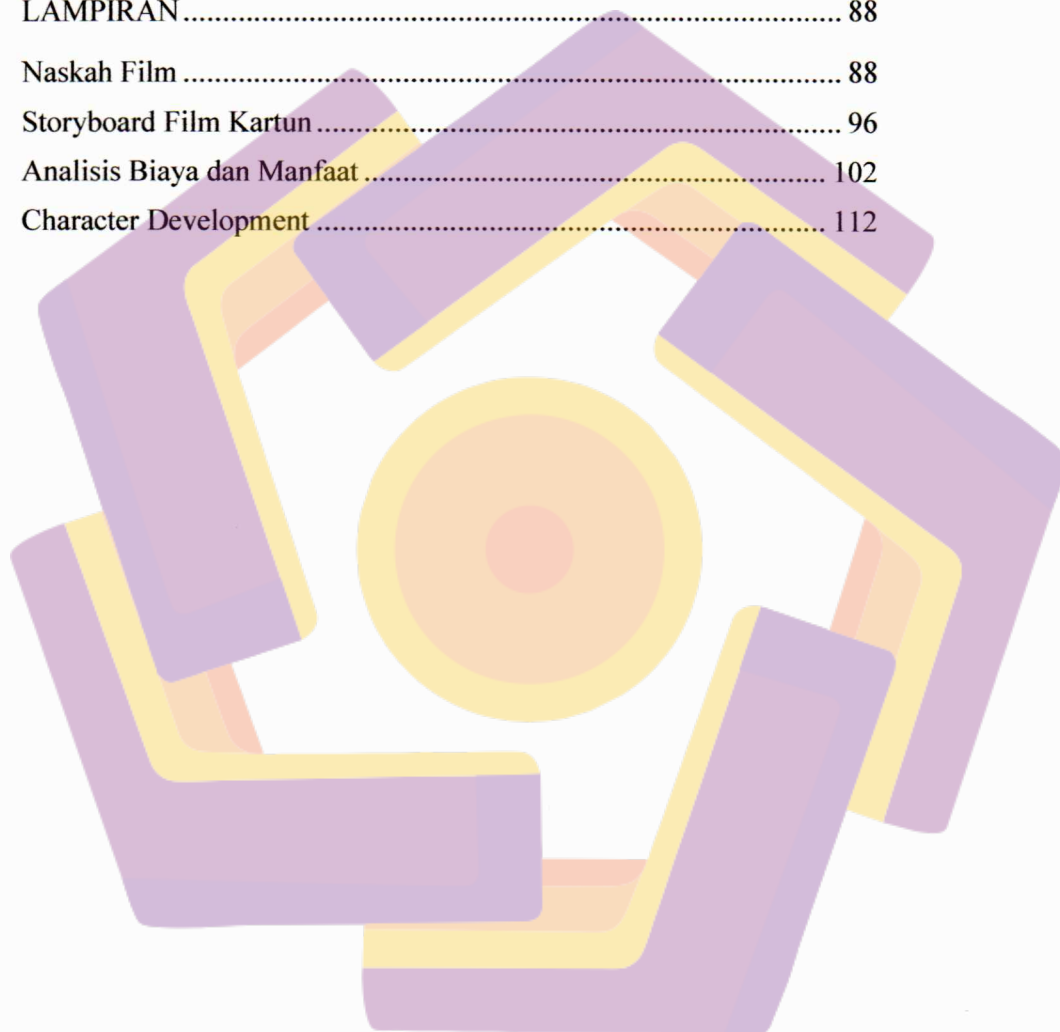 LAMPIRAN.......................................................................................... 88
Naskah Film.......................................................................................... 88
Storyboard Film Kartun.......................................................................... 96
Analisis Biaya dan Manfaat................................................................. 102
Character Development....................................................................... 112